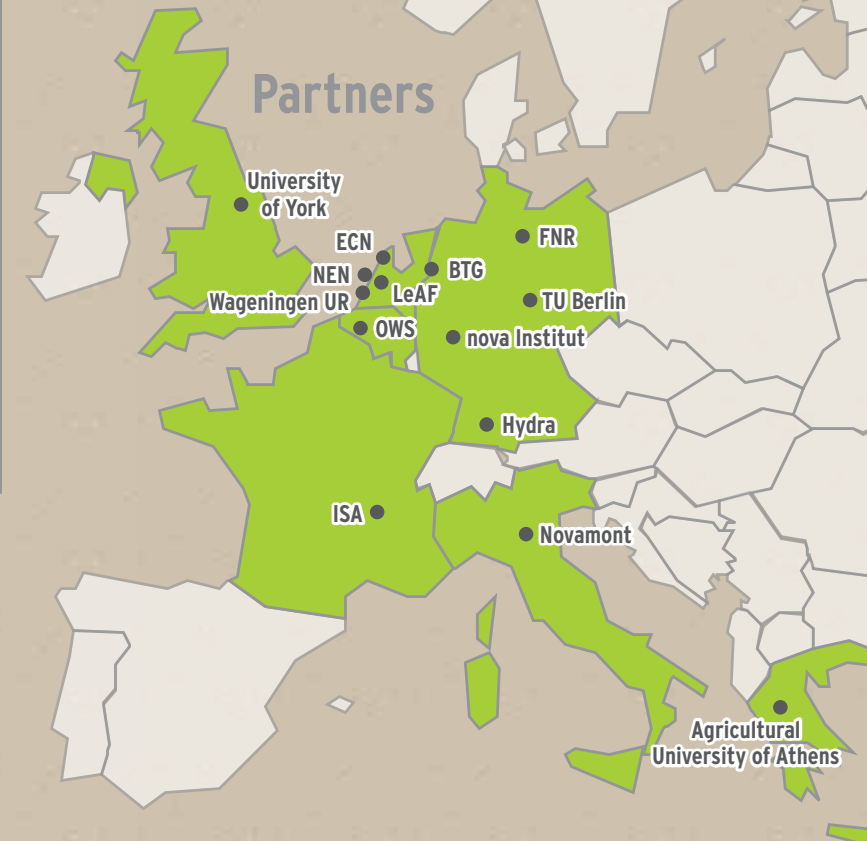 Partners
University
of York
ECN
FNR
NEN
BTG
Wageningen UR
LeAF
TU Berlin
OWS
nova Institut
Hydra
ISA
Novamont
Agricultural
University of Athens